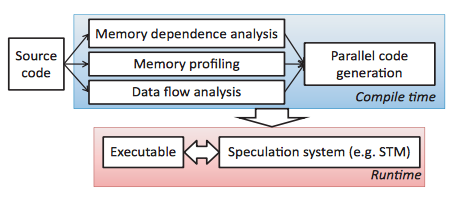 Source
code
Memory dependence analysis
Memory profiling
Data flow analysis
Parallel code
generation
Compile time
Executable
Speculation system (e.g. STM)
Runtime